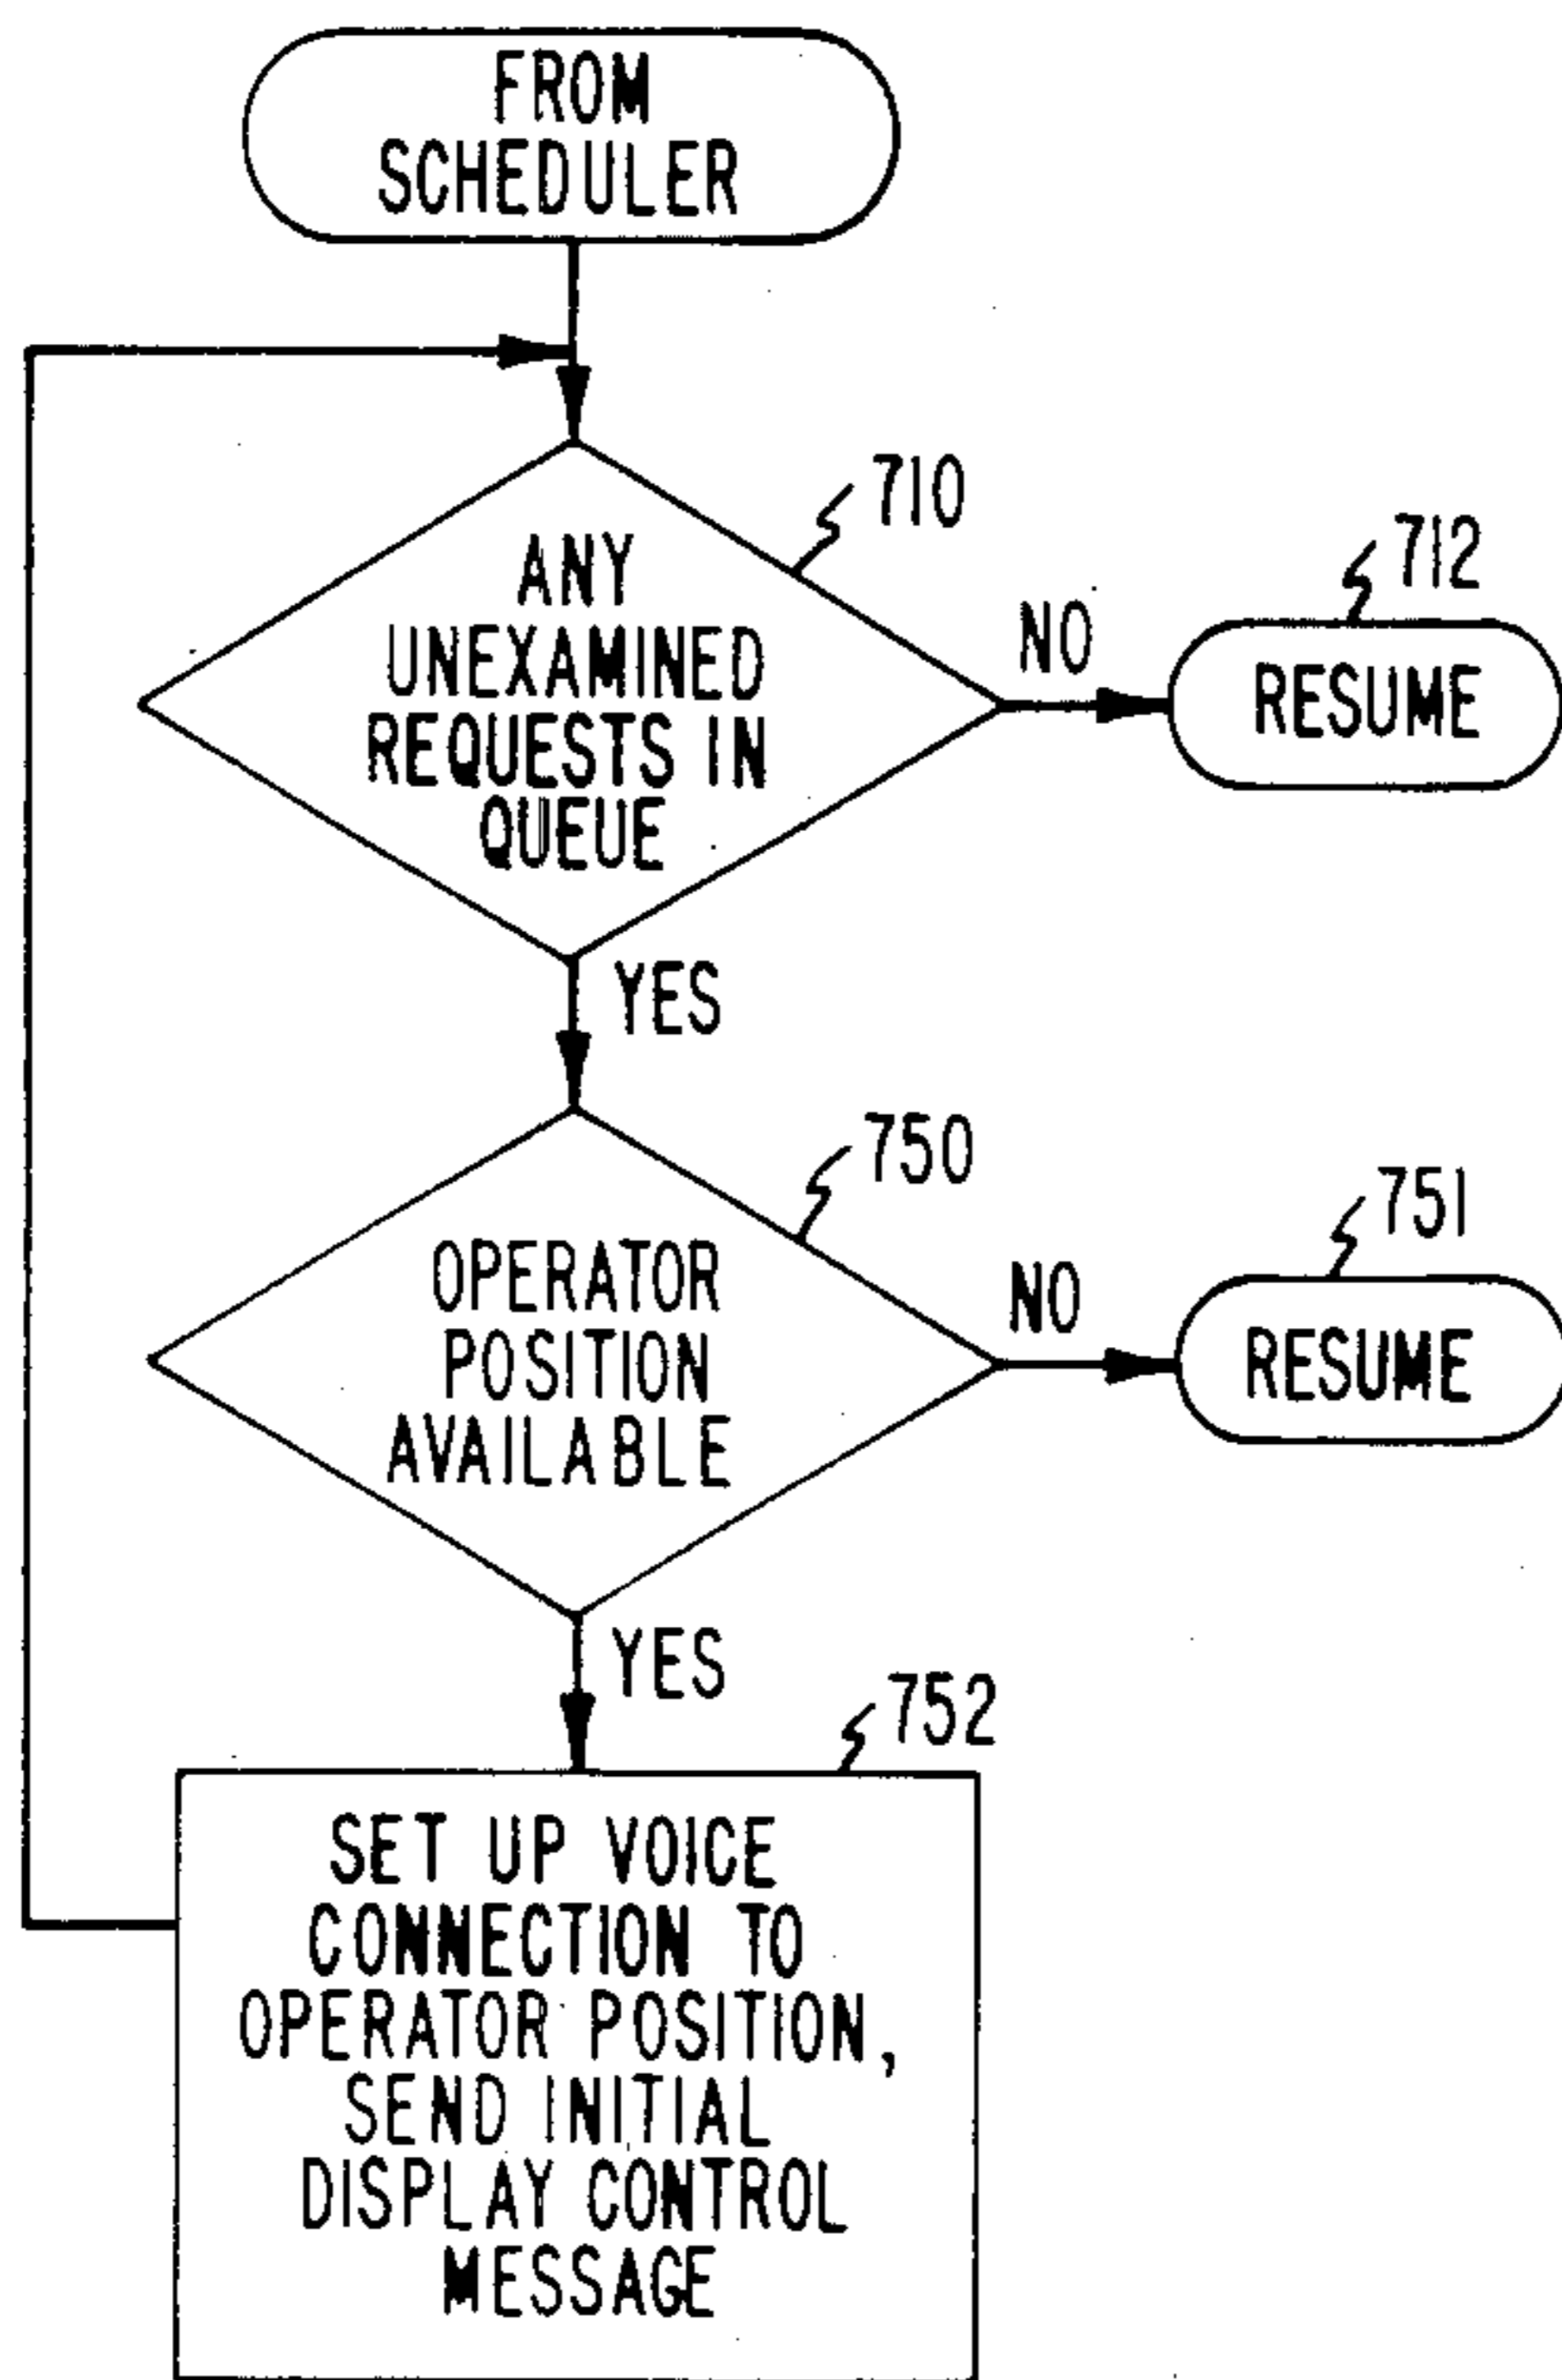 FROM
SCHEDULER
710
ANY
UNEXAMINED
REQUESTS IN
QUEUE
NO
712
RESUME
YES
750
OPERATOR
POSITION
AVAILABLE
NO
751
RESUME
YES
752
SET UP VOICE
CONNECTION TO
OPERATOR POSITION,
SEND INITIAL
DISPLAY CONTROL
MESSAGE